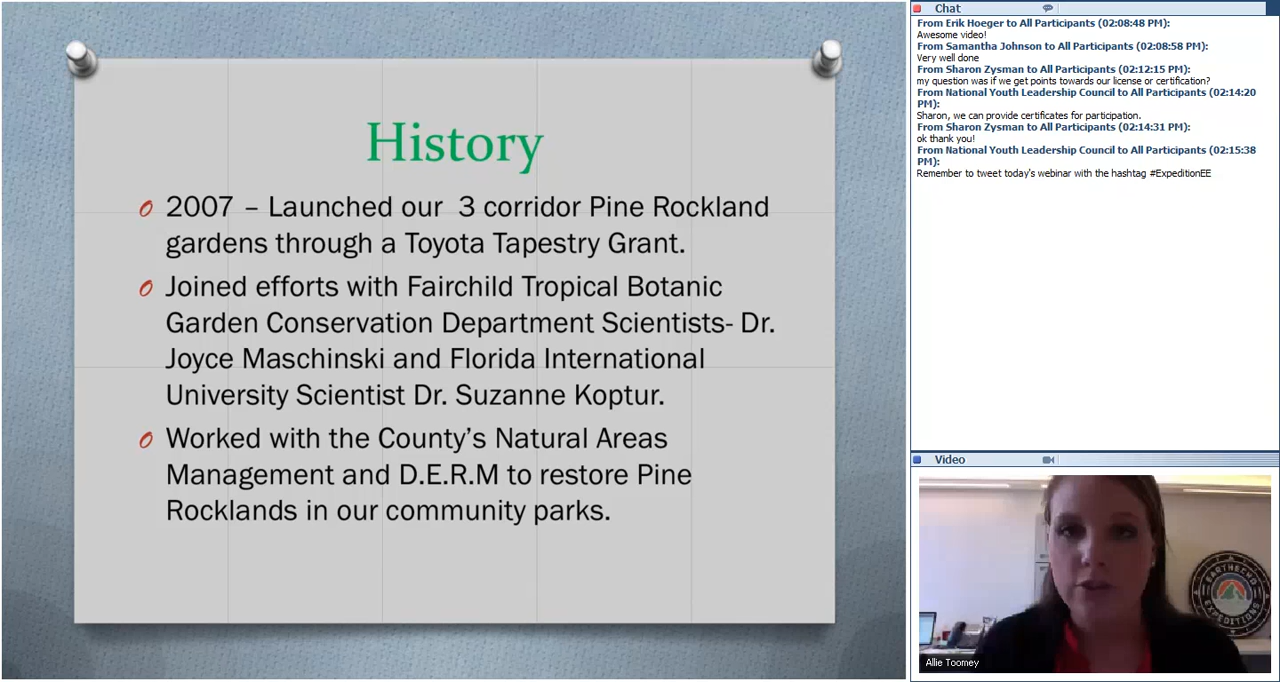 History
2007 – Launched our 3 corridor Pine Rockland
gardens through a Toyota Tapestry Grant.
Joined efforts with Fairchild Tropical Botanic
Garden Conservation Department Scientists- Dr.
Joyce Maschinski and Florida International
University Scientist Dr. Suzanne Koptur.
Worked with the County's Natural Areas
Management and D.E.R.M to restore Pine
Rocklands in our community parks.
Chat
From Erik Hoeger to All Participants (02:08:48 PM):
Awesome video!
From Samantha Johnson to All Participants (02:08:58 PM):
Very well done
From Sharon Zysman to All Participants (02:12:15 PM):
my question was if we get points towards our license or certification?
From National Youth Leadership Council to All Participants (02:14:20
PM):
Sharon, we can provide certificates for participation.
From Sharon Zysman to All Participants (02:14:31 PM):
ok thank you!
From National Youth Leadership Council to All Participants (02:15:38
PM):
Remember to tweet today's webinar with the hashtag #ExpeditionEE
Video
EARTHECHO
EXPEDITIONS
Allie Toomey